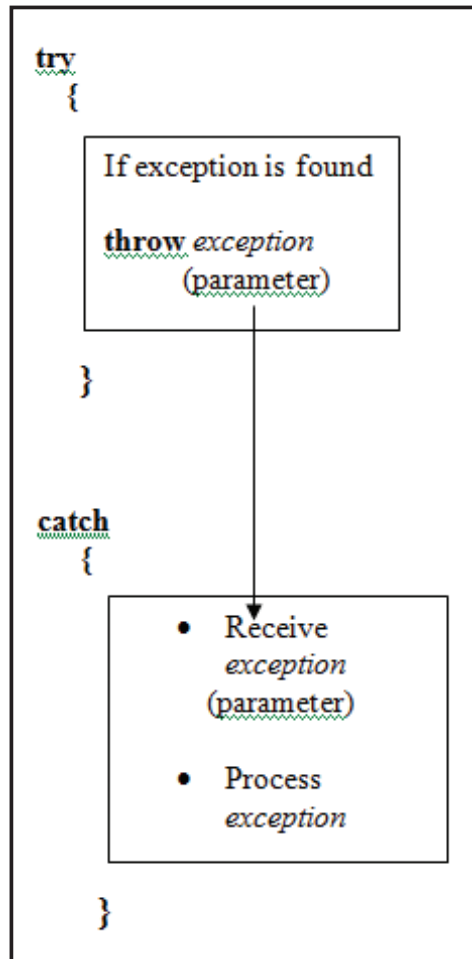 try
{
If exception is found
throw exception
(parameter)
}
catch
{
• Receive
exception
(parameter)
• Process
exception
}